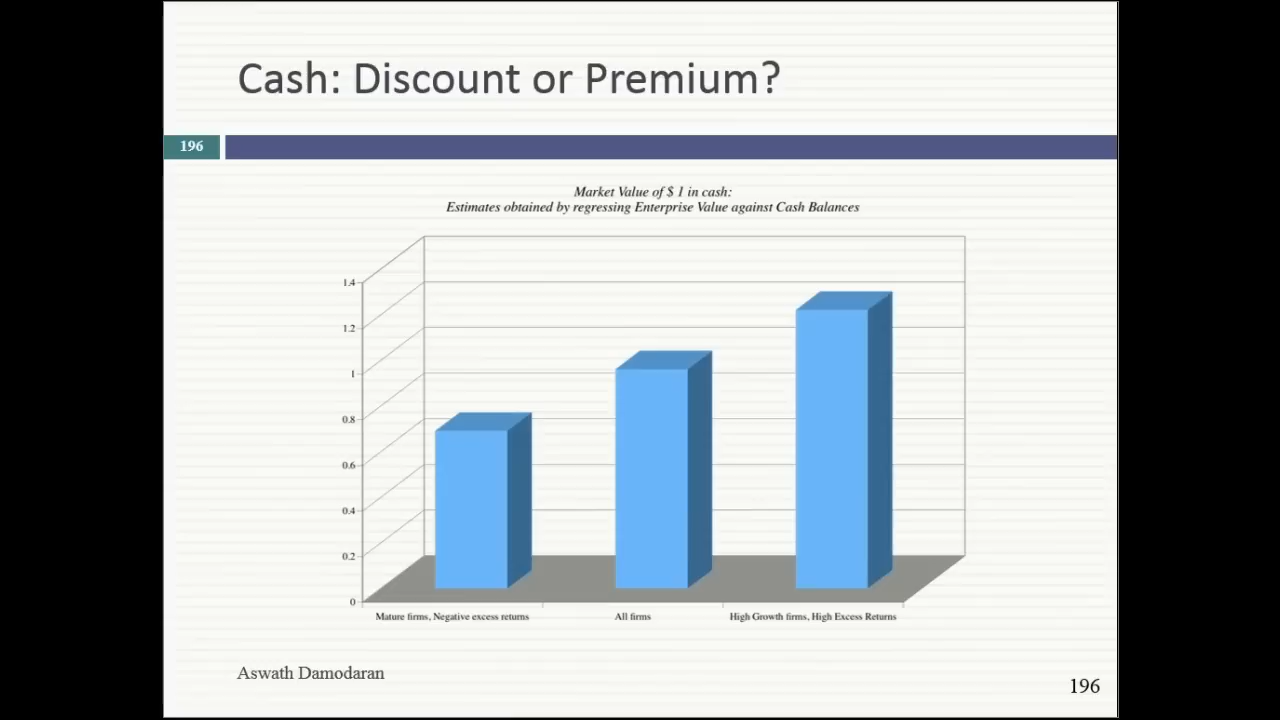 Cash: Discount or Premium?
196
Market Value of $ 1 in cash:
Estimates obtained by regressing Enterprise Value against Cash Balances
1.4
1.2
1
0.8
0.6
0.4
0.2
0
Mature firms, Negative excess returns
All firms
High Growth firms, High Excess Returns
Aswath Damodaran
196